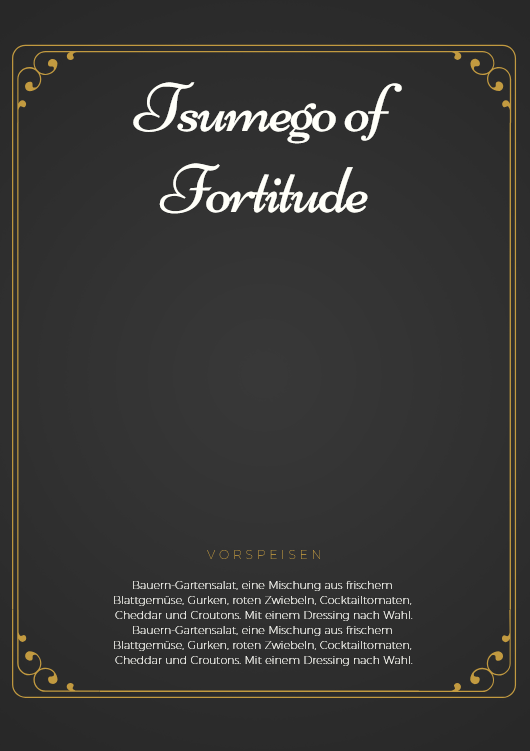 Tsumego of
Fortitude
VORSPEISEN
Bauern-Gartensalat, eine Mischung aus frischem
Blattgemüse, Gurken, roten Zwiebeln, Cocktailtomaten,
Cheddar und Croutons. Mit einem Dressing nach Wahl.
Bauern-Gartensalat, eine Mischung aus frischem
Blattgemüse, Gurken, roten Zwiebeln, Cocktailtomaten,
Cheddar und Croutons. Mit einem Dressing nach Wahl.